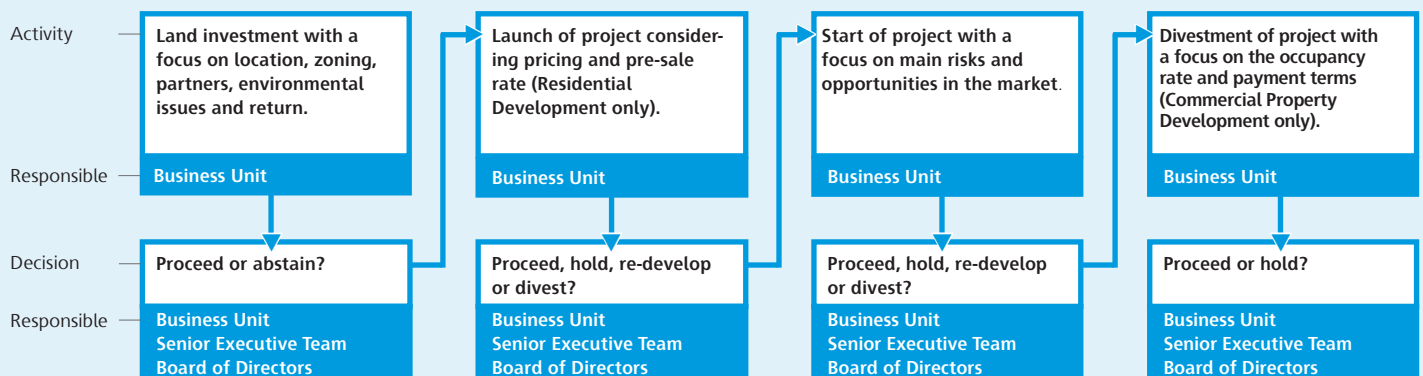 Activity
Land investment with a
focus on location, zoning,
partners, environmental
issues and return.
Launch of project consider-
ing pricing and pre-sale
rate (Residential
Development only).
Start of project with a
focus on main risks and
opportunities in the market.
Divestment of project with
a focus on the occupancy
rate and payment terms
(Commercial Property
Development only).
Responsible
Business Unit
Business Unit
Business Unit
Business Unit
Decision
Proceed or abstain?
Proceed, hold, re-develop
or divest?
Proceed, hold, re-develop
or divest?
Proceed or hold?
Responsible
Business Unit
Senior Executive Team
Board of Directors
Business Unit
Senior Executive Team
Board of Directors
Business Unit
Senior Executive Team
Board of Directors
Business Unit
Senior Executive Team
Board of Directors